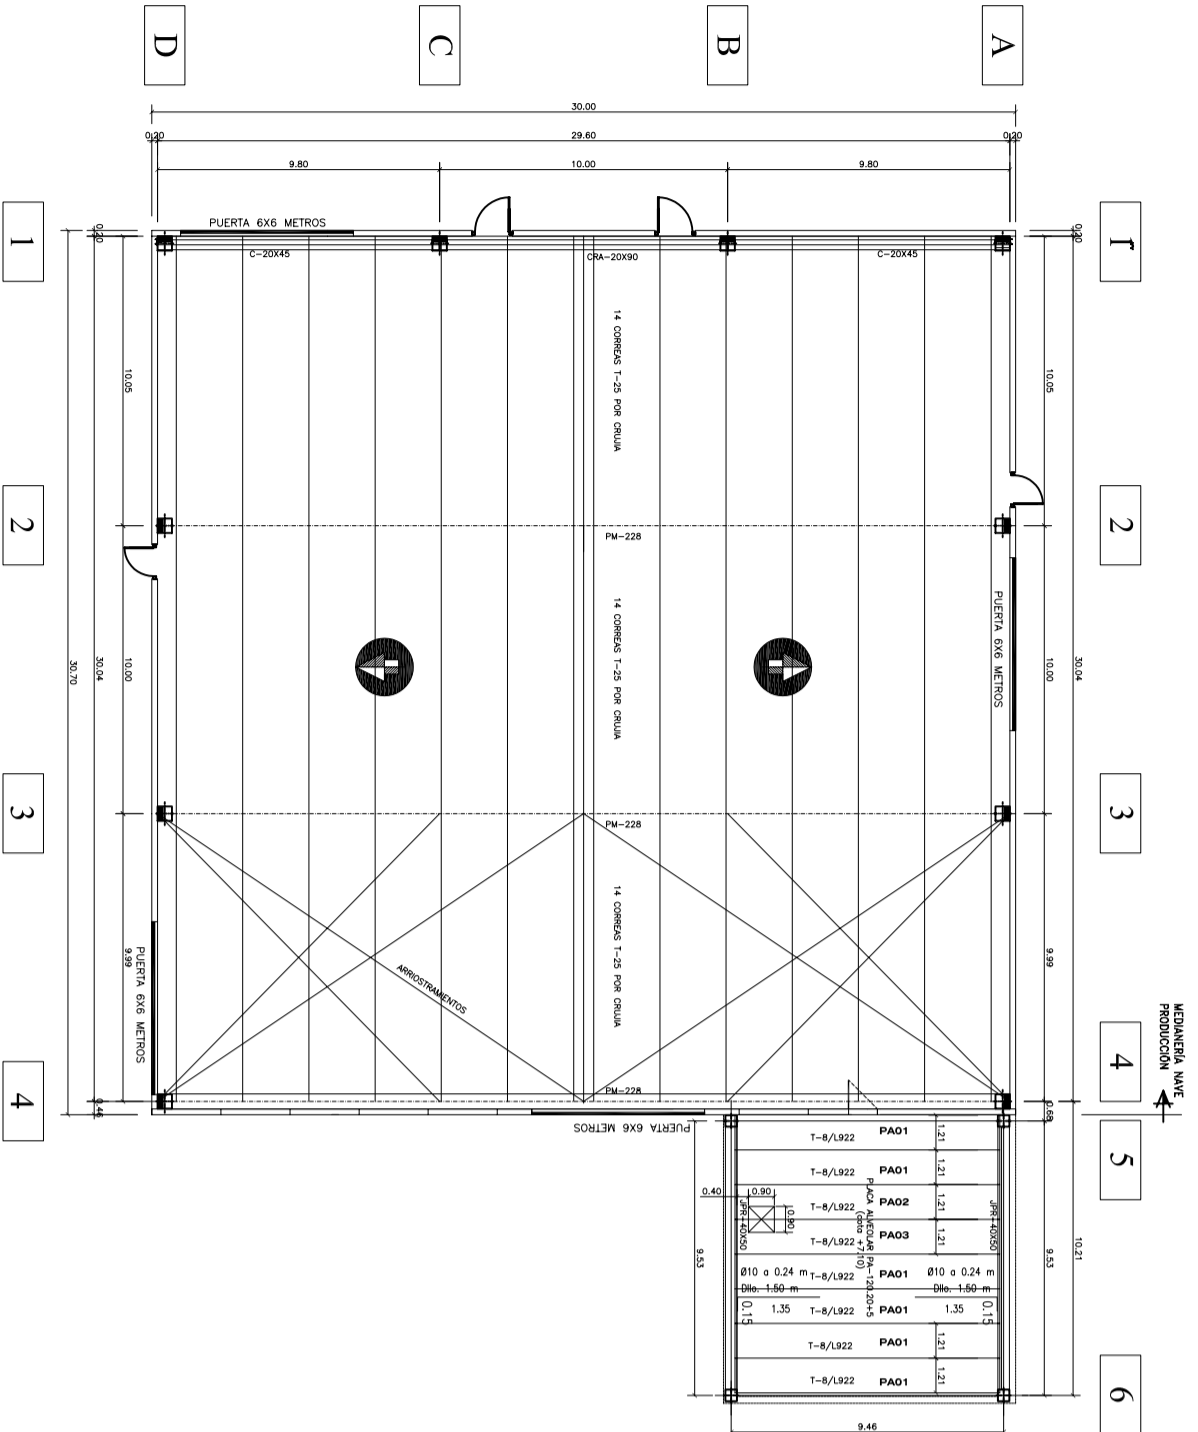 D
C
B
A
30.00
0.20
29.60
0.20
9.80
10.00
9.80
PUERTA 6X6 METROS
1
1'
0.20
0.20
C-20X45
CRA-20X90
C-20X45
14 CORREAS T-25 POR CRUJIA
10.05
10.05
2
2
PM-228
PUERTA 6X6 METROS
14 CORREAS T-25 POR CRUJIA
30.70
30.04
10.00
10.00
30.04
3
3
PM-228
14 CORREAS T-25 POR CRUJIA
ARRIOSTRAMIENTOS
PUERTA 6X6 METROS
9.99
9.99
MEDIANERÍA NAVE
PRODUCCIÓN
4
4
PM-228
0.46
0.68
PUERTA 6X6 METROS
5
T-8/L922 PA01 1.21
T-8/L922 PA01 1.21
T-8/L922 PA02 1.21
T-8/L922 PA03 1.21
T-8/L922 PA01
T-8/L922 PA01
T-8/L922 PA01 1.21
T-8/L922 PA01 1.21
0.40
0.90
0.90
JPR-40X50
JPR-40X50
PLACA ALVEOLAR PA-120.20+5
(cota +7.10)
9.53
9.53
10.21
Ø10 a 0.24 m
Dllo. 1.50 m
1.35
0.15
Ø10 a 0.24 m
Dllo. 1.50 m
1.35
0.15
6
9.46